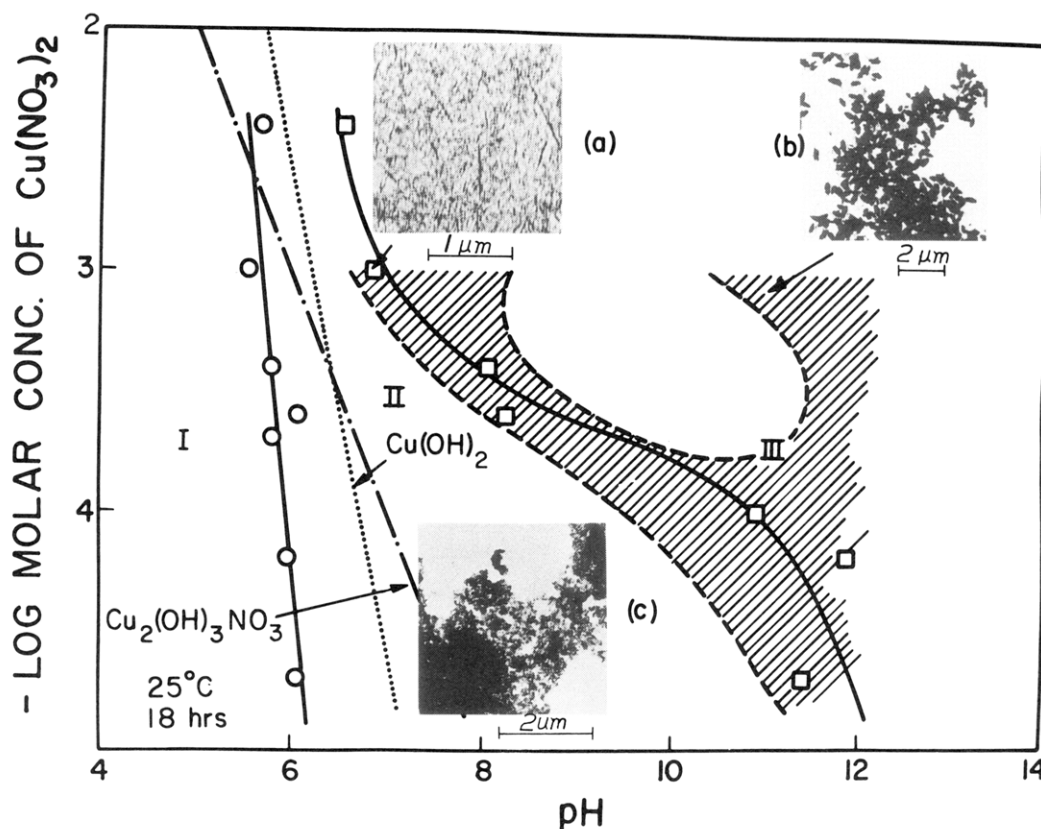 - LOG MOLAR CONC. OF Cu(NO3)2
2
3
4
(a)
1 μm
(b)
2 μm
I
II
III
Cu(OH)2
Cu2(OH)3NO3
25°C
18 hrs
(c)
2um
4
6
8
10
12
14
pH